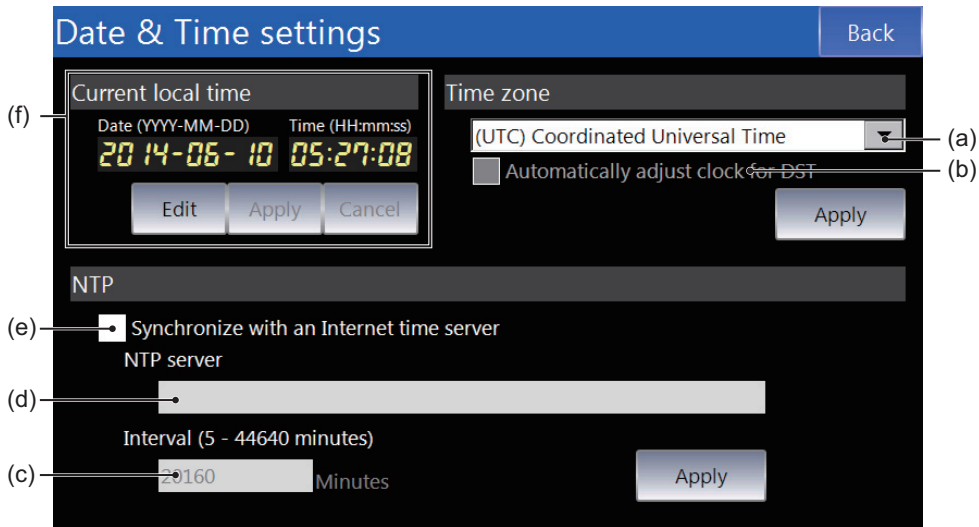 Date & Time settings
Back
(f)
Current local time
Date (YYYY-MM-DD) Time (HH:mm:ss)
2014-06-10 05:27:08
Edit Apply Cancel
Time zone
(UTC) Coordinated Universal Time
(a)
Automatically adjust clock for DST
(b)
Apply
NTP
(e)
Synchronize with an Internet time server
NTP server
(d)
Interval (5 - 44640 minutes)
(c)
20160 Minutes
Apply